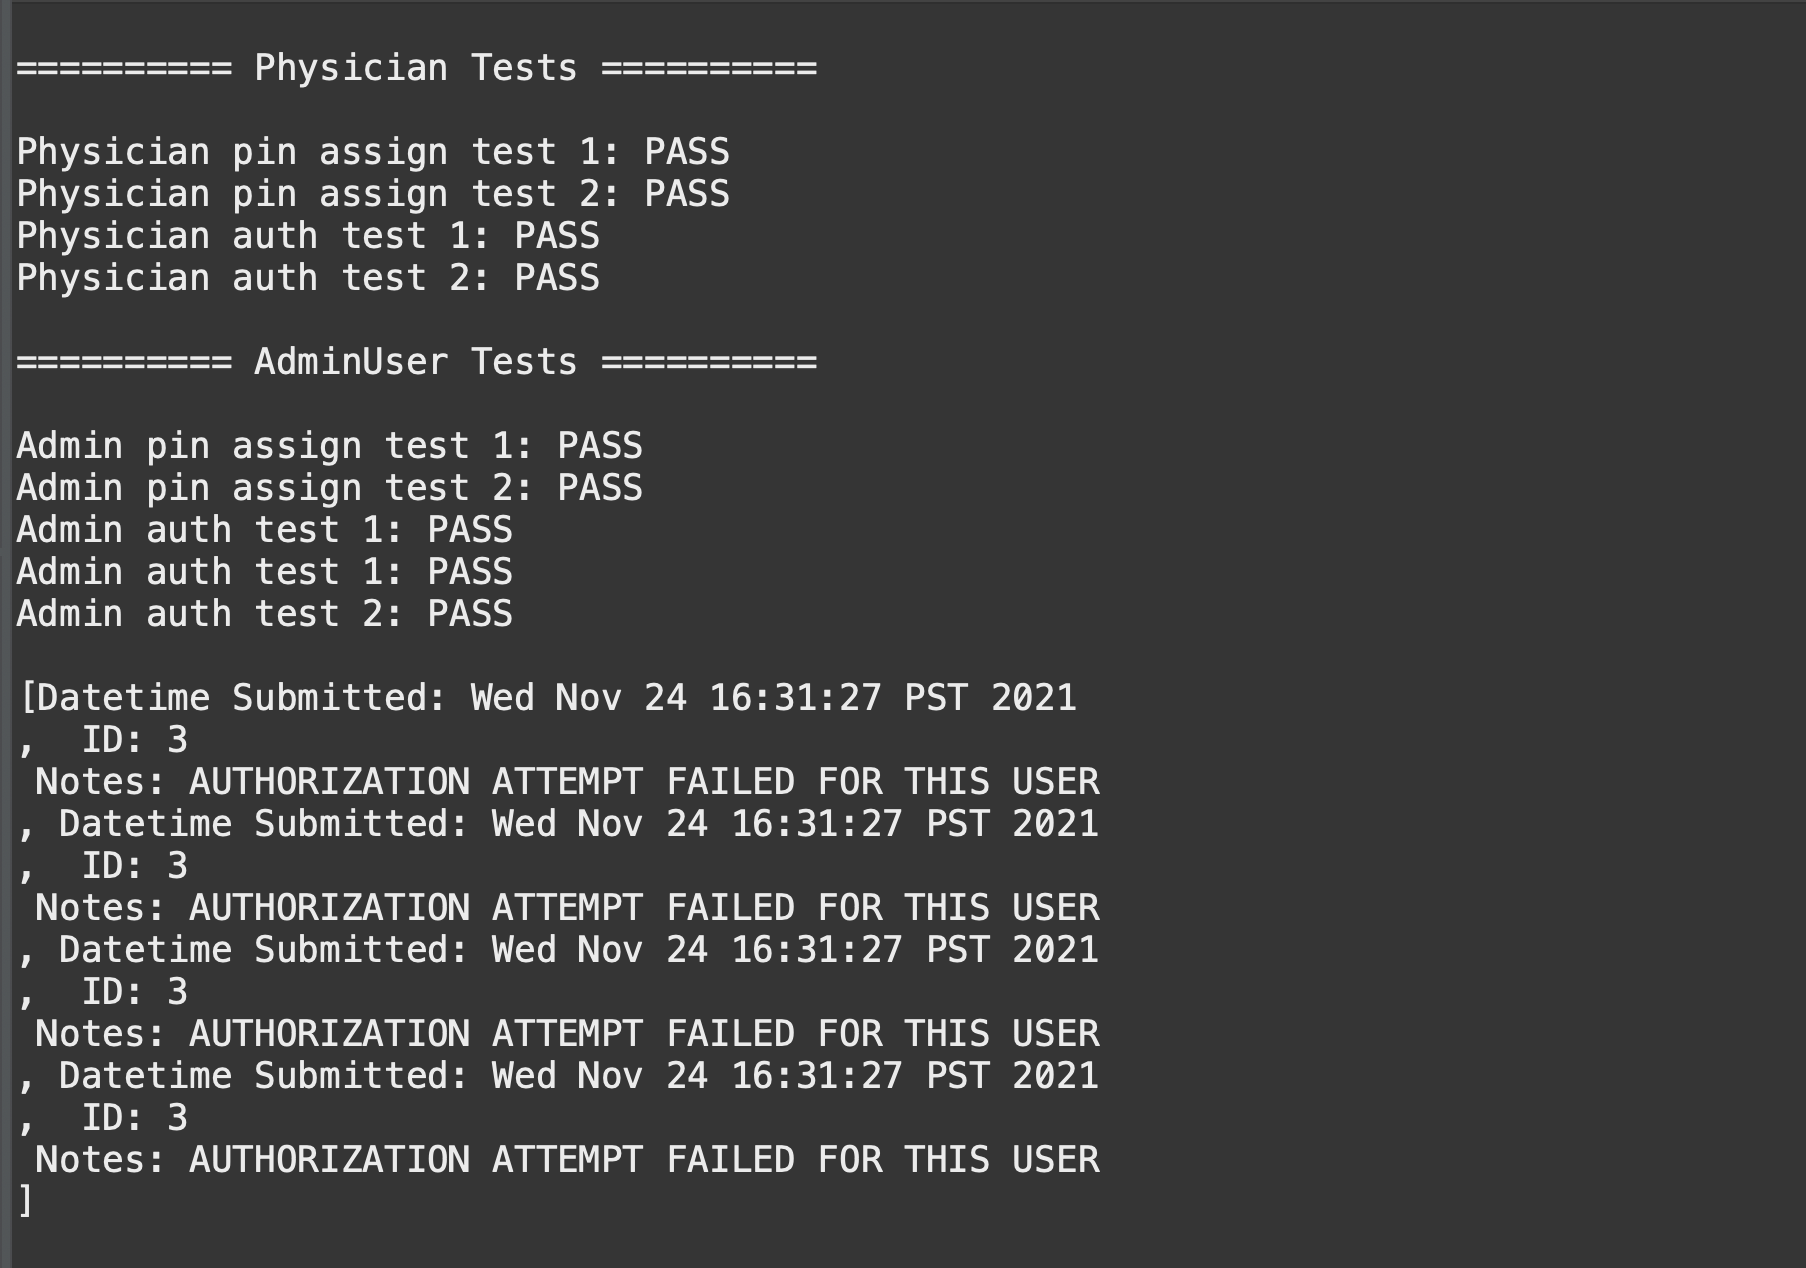 ========== Physician Tests ==========
Physician pin assign test 1: PASS
Physician pin assign test 2: PASS
Physician auth test 1: PASS
Physician auth test 2: PASS
========== AdminUser Tests ==========
Admin pin assign test 1: PASS
Admin pin assign test 2: PASS
Admin auth test 1: PASS
Admin auth test 1: PASS
Admin auth test 2: PASS
[Datetime Submitted: Wed Nov 24 16:31:27 PST 2021
,  ID: 3
 Notes: AUTHORIZATION ATTEMPT FAILED FOR THIS USER
, Datetime Submitted: Wed Nov 24 16:31:27 PST 2021
,  ID: 3
 Notes: AUTHORIZATION ATTEMPT FAILED FOR THIS USER
, Datetime Submitted: Wed Nov 24 16:31:27 PST 2021
,  ID: 3
 Notes: AUTHORIZATION ATTEMPT FAILED FOR THIS USER
, Datetime Submitted: Wed Nov 24 16:31:27 PST 2021
,  ID: 3
 Notes: AUTHORIZATION ATTEMPT FAILED FOR THIS USER
]